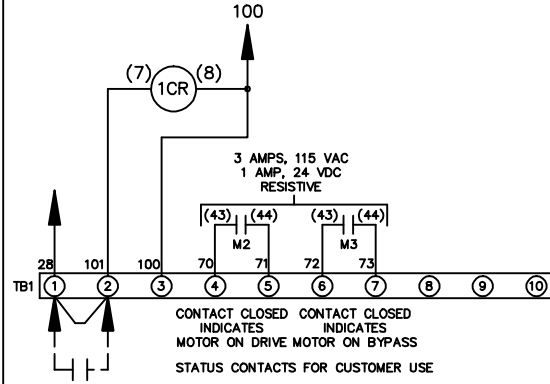 100
(7) 1CR (8)
3 AMPS, 115 VAC
1 AMP, 24 VDC
RESISTIVE
(43) (44) (43) (44)
M2 M3
28 101 100 70 71 72 73
TB1 1 2 3 4 5 6 7 8 9 10
CONTACT CLOSED CONTACT CLOSED
INDICATES INDICATES
MOTOR ON DRIVE MOTOR ON BYPASS
STATUS CONTACTS FOR CUSTOMER USE